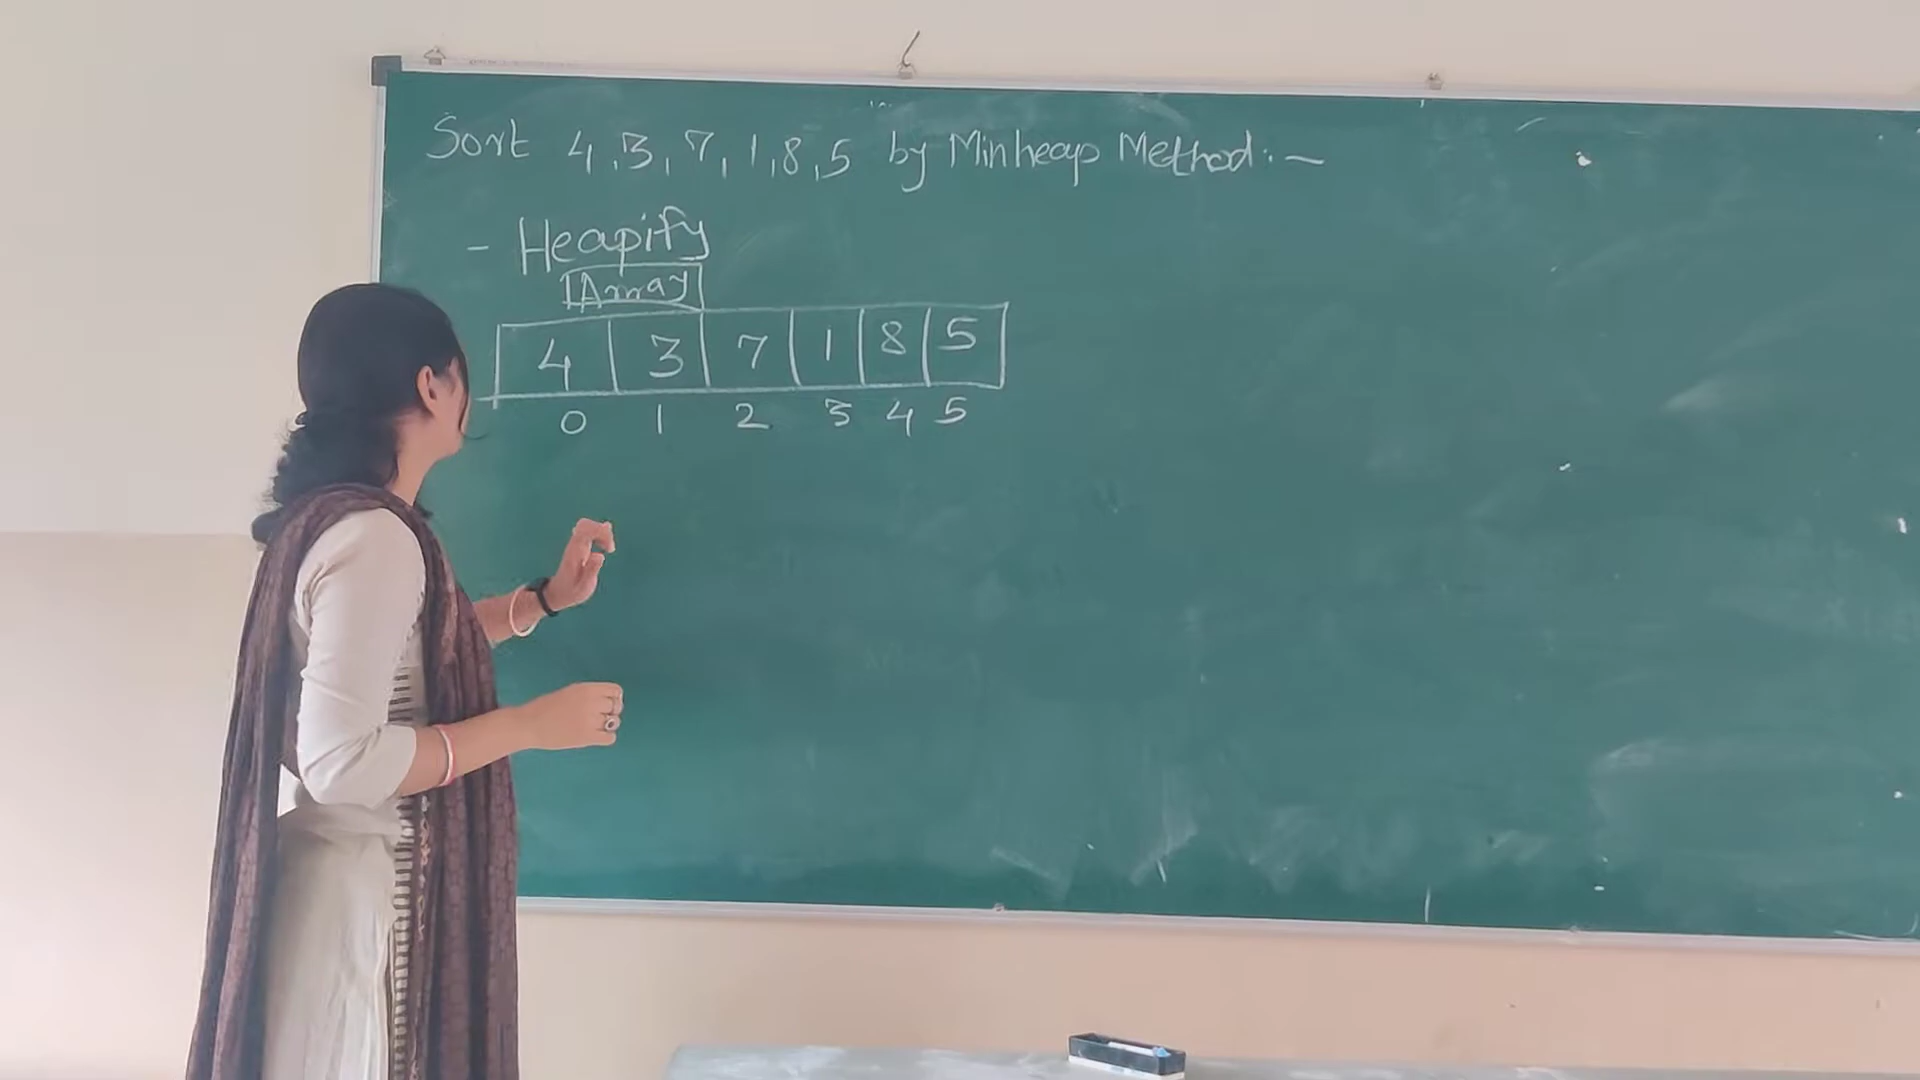 Sort 4,3,7,1,8,5 by Minheap Method:-
- Heapify
Array
4 3 7 1 8 5
0 1 2 3 4 5